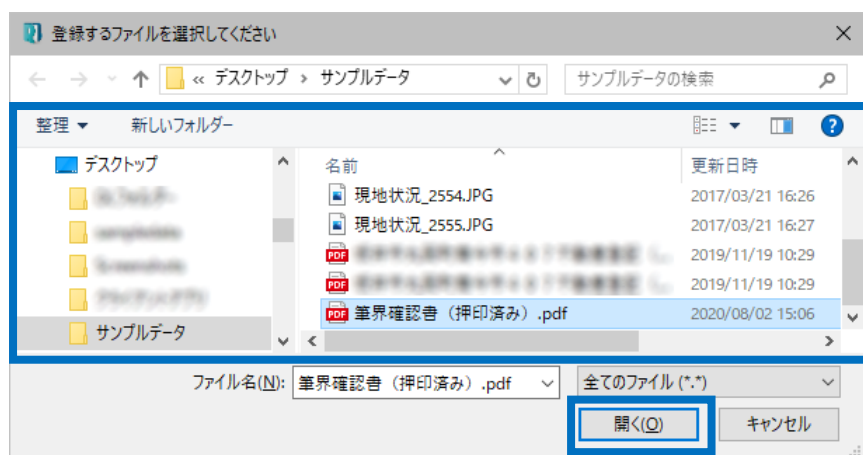 登録するファイルを選択してください
« デスクトップ › サンプルデータ サンプルデータの検索
整理 新しいフォルダー
デスクトップ
サンプルデータ
名前 更新日時
現地状況_2554.JPG 2017/03/21 16:26
現地状況_2555.JPG 2017/03/21 16:27
PDF 2019/11/19 10:29
PDF 2019/11/19 10:29
PDF 筆界確認書（押印済み）.pdf 2020/08/02 15:06
ファイル名(N): 筆界確認書（押印済み）.pdf 全てのファイル (*.*)
開く(O) キャンセル